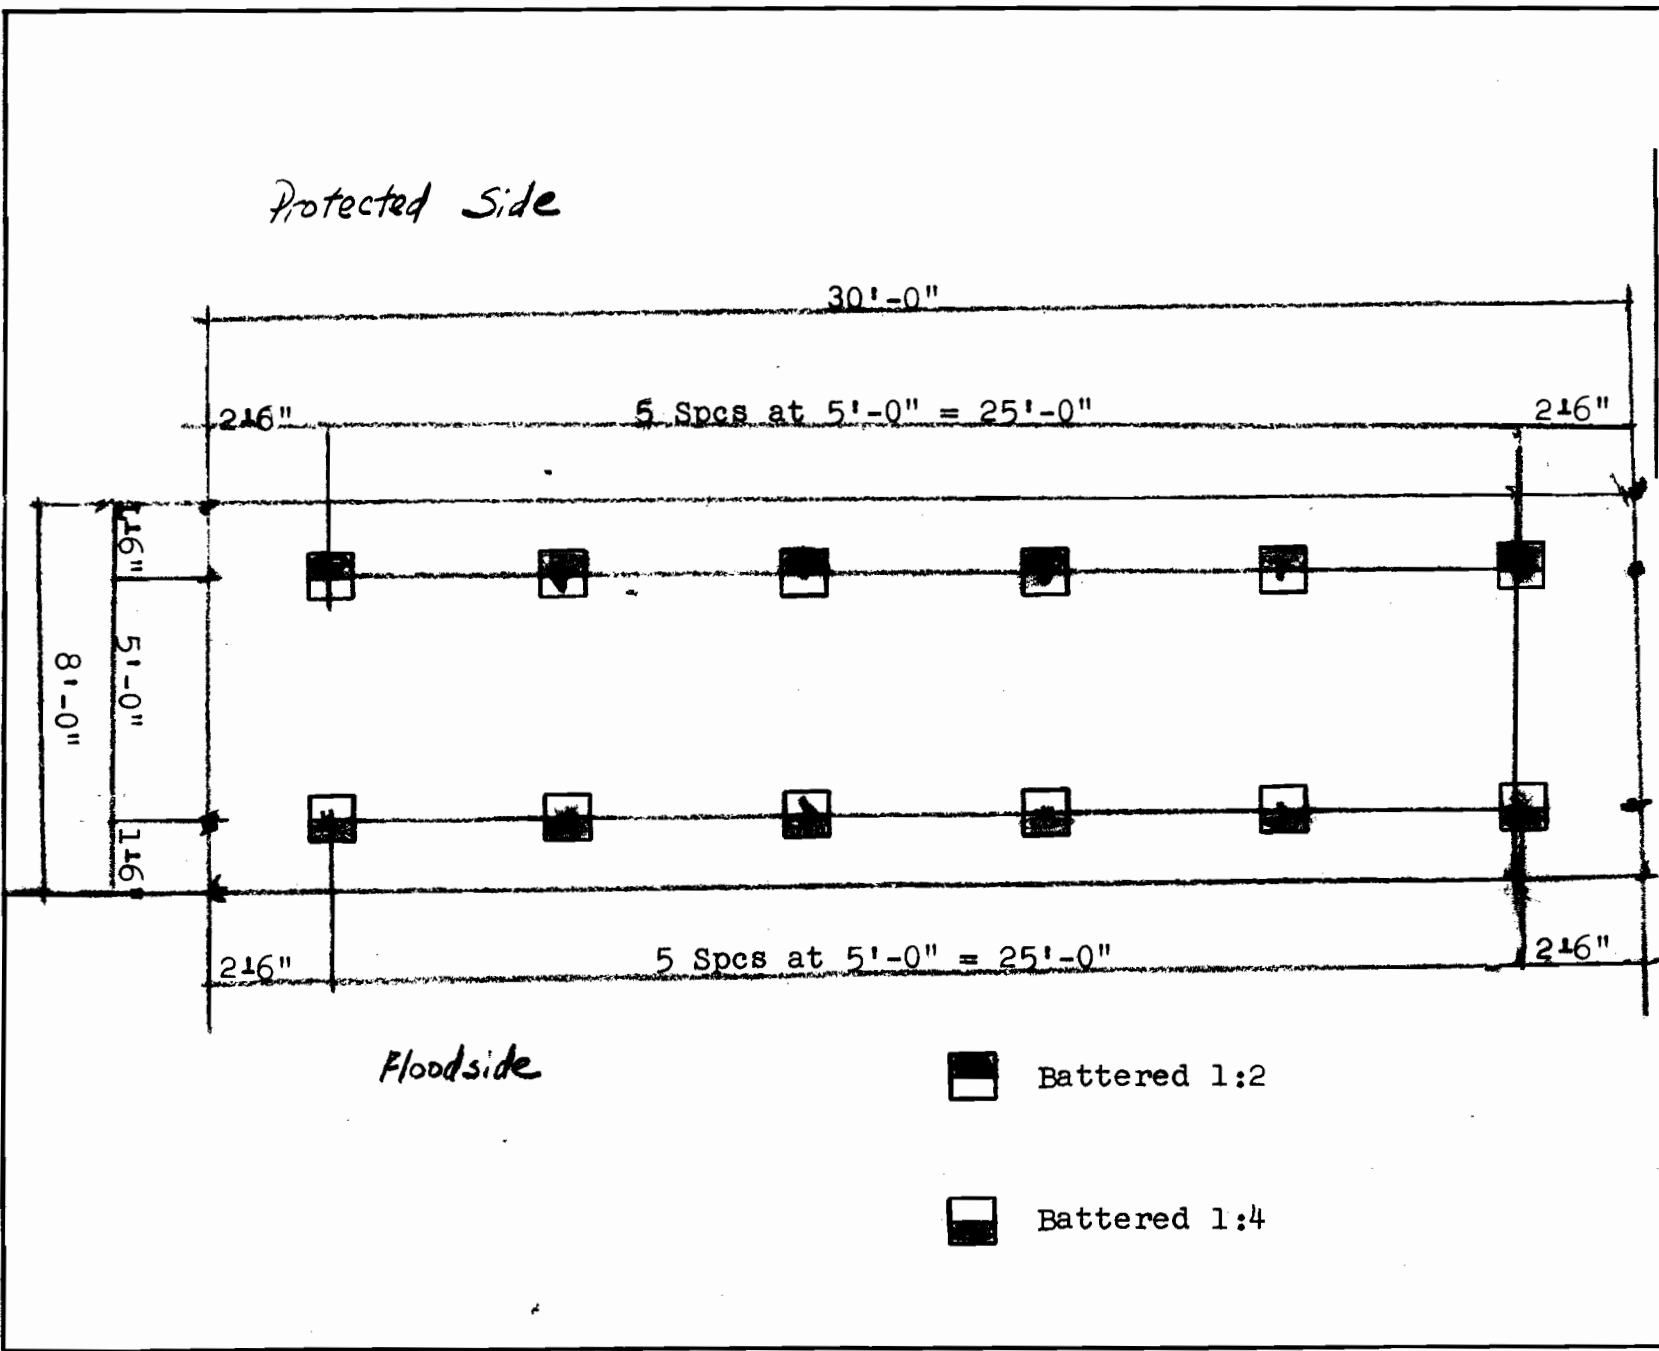 Protected Side
30'-0"
2'-6"
5 Spcs at 5'-0" = 25'-0"
2'-6"
1'-6"
5'-0"
8'-0"
1'-6"
2'-6"
5 Spcs at 5'-0" = 25'-0"
2'-6"
Floodside
Battered 1:2
Battered 1:4